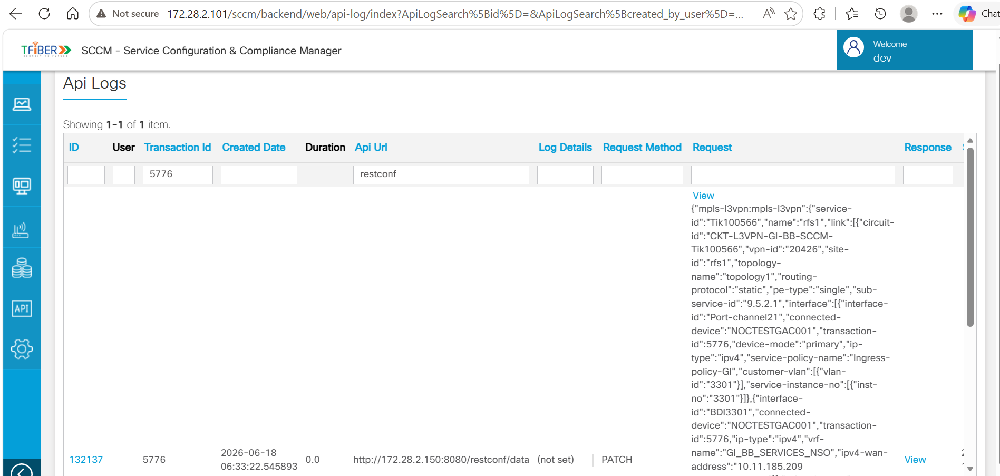 Not secure 172.28.2.101/sccm/backend/web/api-log/index?ApiLogSearch%5Bid%5D=&ApiLogSearch%5Bcreated_by_user%5D=...
Chat
TFIBER
SCCM - Service Configuration & Compliance Manager
Welcome
dev
Api Logs
Showing 1-1 of 1 item.
ID User Transaction Id Created Date Duration Api Url Log Details Request Method Request Response
5776 restconf
View
{"mpls-l3vpn:mpls-l3vpn":{"service-
id":"Tik100566","name":"rfs1","link":[{"circuit-
id":"CKT-L3VPN-GI-BB-SCCM-
Tik100566","vpn-id":"20426","site-
id":"rfs1","topology-
name":"topology1","routing-
protocol":"static","pe-type":"single","sub-
service-id":"9.5.2.1","interface":[{"interface-
id":"Port-channel21","connected-
device":"NOCTESTGAC001","transaction-
id":5776,"device-mode":"primary","ip-
type":"ipv4","service-policy-name":"Ingress-
policy-GI","customer-vlan":[{"vlan-
id":"3301"}],"service-instance-no":[{"inst-
no":"3301"}]},{"interface-
id":"BDI3301","connected-
device":"NOCTESTGAC001","transaction-
id":5776,"ip-type":"ipv4","vrf-
name":"GI_BB_SERVICES_NSO","ipv4-wan-
address":"10.11.185.209
132137 5776 2026-06-18 06:33:22.545893 0.0 http://172.28.2.150:8080/restconf/data (not set) PATCH View
API